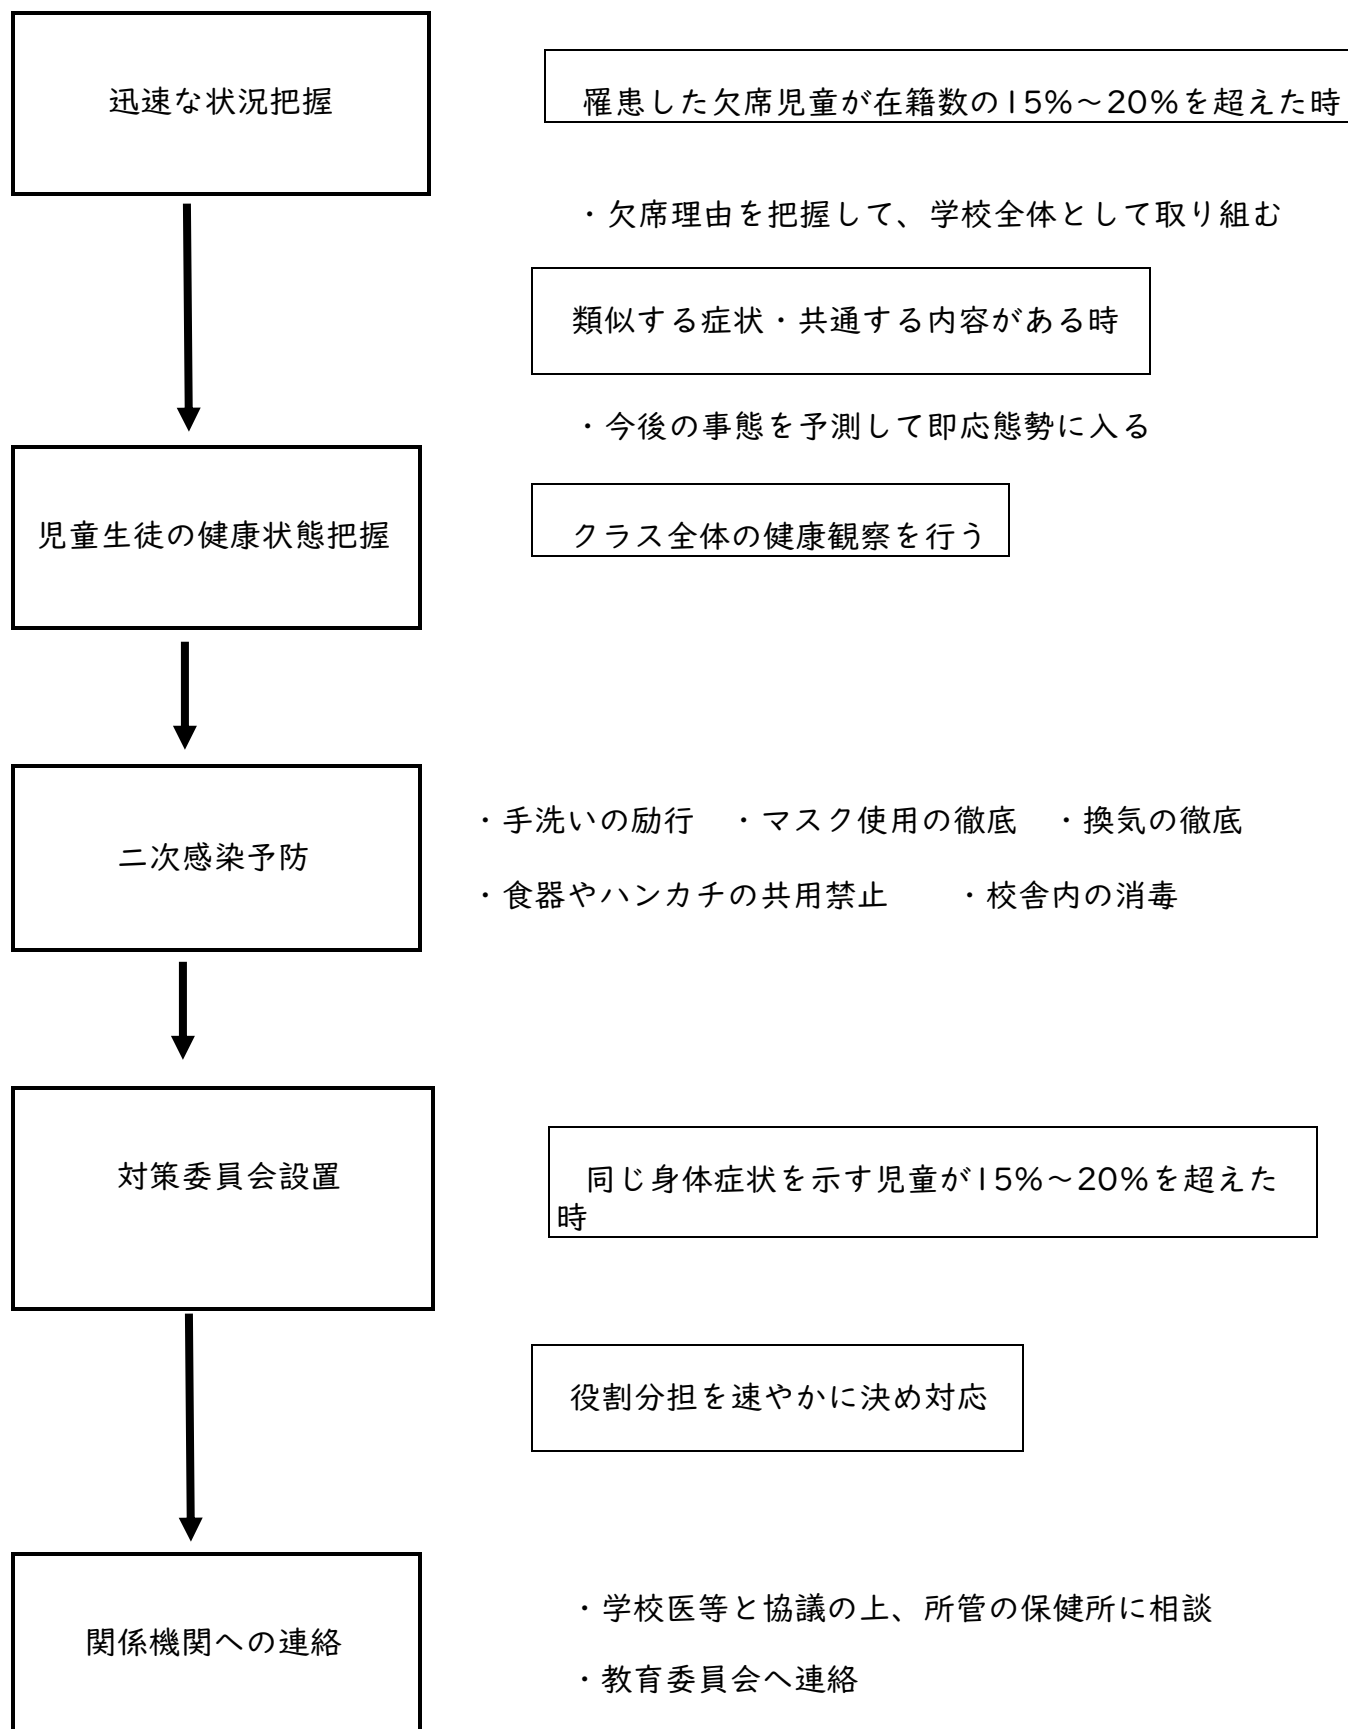 迅速な状況把握
罹患した欠席児童が在籍数の15%~20%を超えた時
・欠席理由を把握して、学校全体として取り組む
類似する症状・共通する内容がある時
・今後の事態を予測して即応態勢に入る
児童生徒の健康状態把握
クラス全体の健康観察を行う
二次感染予防
・手洗いの励行 ・マスク使用の徹底 ・換気の徹底
・食器やハンカチの共用禁止 ・校舎内の消毒
対策委員会設置
同じ身体症状を示す児童が15%~20%を超えた
時
役割分担を速やかに決め対応
関係機関への連絡
・学校医等と協議の上、所管の保健所に相談
・教育委員会へ連絡